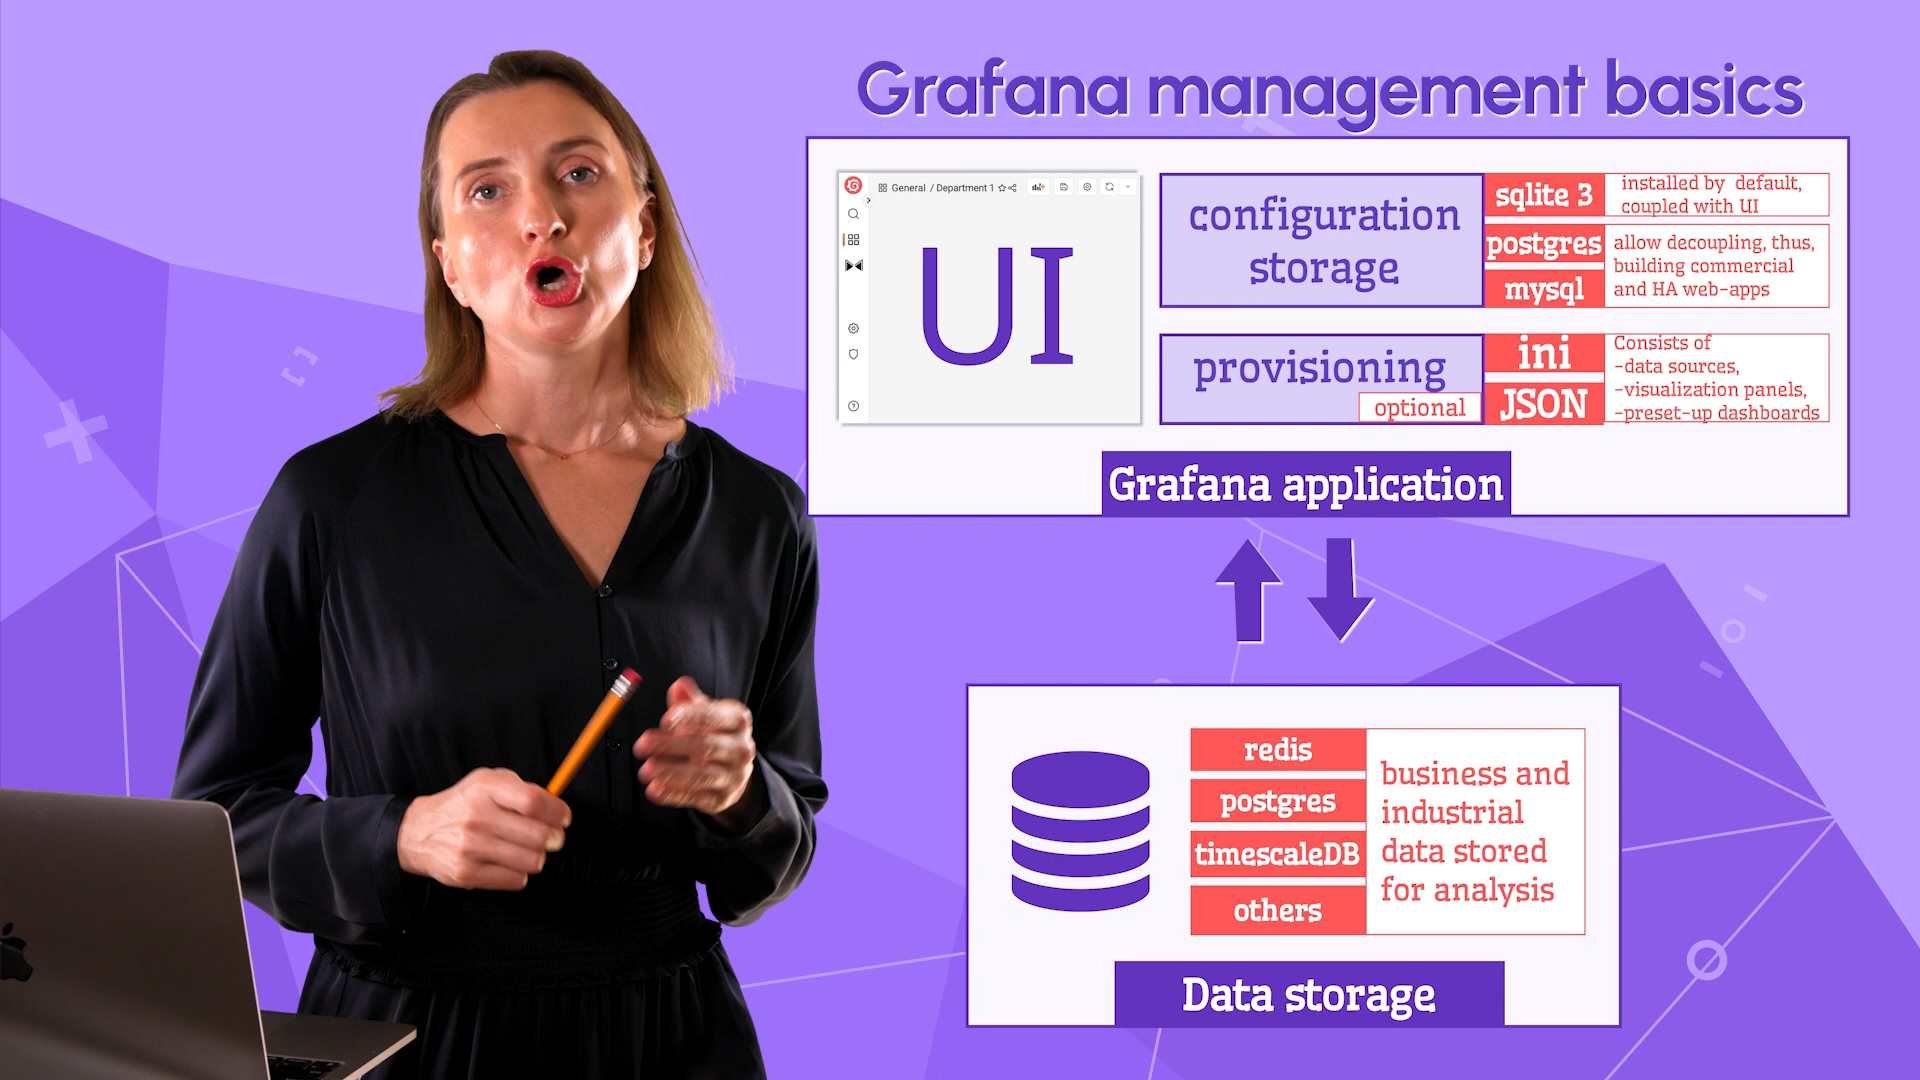 Grafana management basics
General / Department 1
UI
configuration
storage
sqlite 3
installed by default,
coupled with UI
postgres
mysql
allow decoupling, thus,
building commercial
and HA web-apps
provisioning
optional
ini
JSON
Consists of
-data sources,
-visualization panels,
-preset-up dashboards
Grafana application
redis
postgres
timescaleDB
others
business and
industrial
data stored
for analysis
Data storage